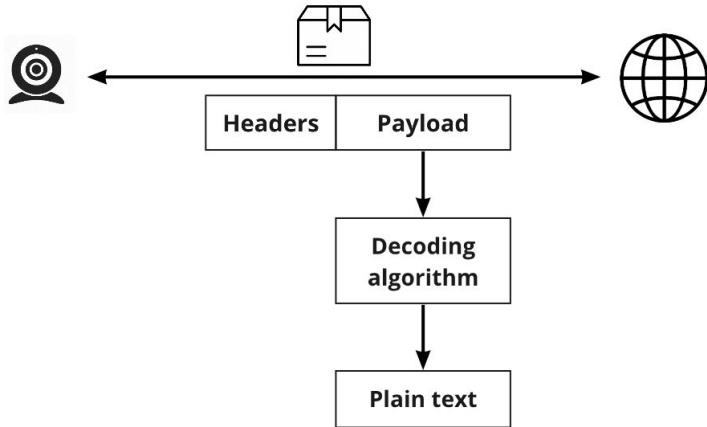 Headers
Payload
Decoding
algorithm
Plain text